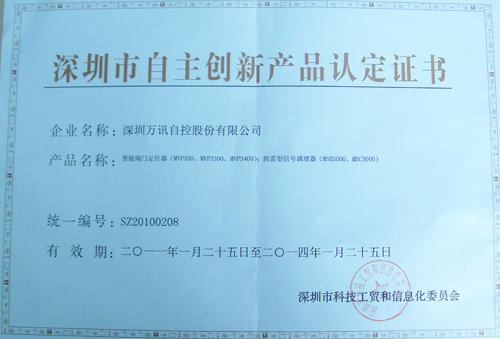 深圳市自主创新产品认定证书
企业名称：深圳万讯自控股份有限公司
产品名称：智能阀门定位器（MVP300、MVP3300、MVP3400）；防雷型信号调理器（MSB2000、MSC3000）
统一编号：SZ20100208
有 效 期：二〇一一年一月二十五日至二〇一四年一月二十五日
深圳市科技工贸和信息化委员会